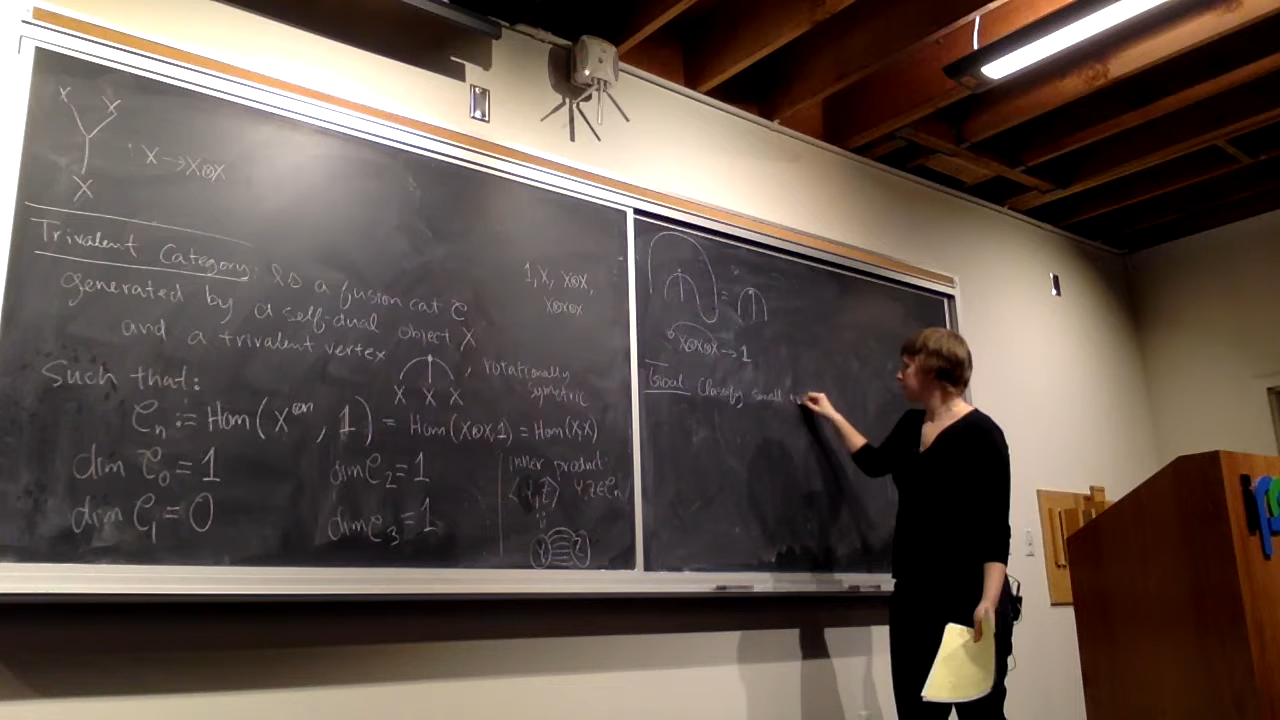 X X
X
: X → X⊗X
Trivalent Category: is a fusion cat C
generated by a self-dual object X
and a trivalent vertex
X X X
, rotationally
symetric
1, X, X⊗X,
X⊗X⊗X
Such that:
C_n := Hom(X^{⊗n}, 1) = Hom(X⊗X, 1) = Hom(X,X)
dim C_0 = 1
dim C_2 = 1
dim C_1 = 0
dim C_3 = 1
inner product:
⟨Y, Z⟩ Y, Z ∈ C_n
Y Z
=
X⊗X⊗X → 1
Goal Classify small